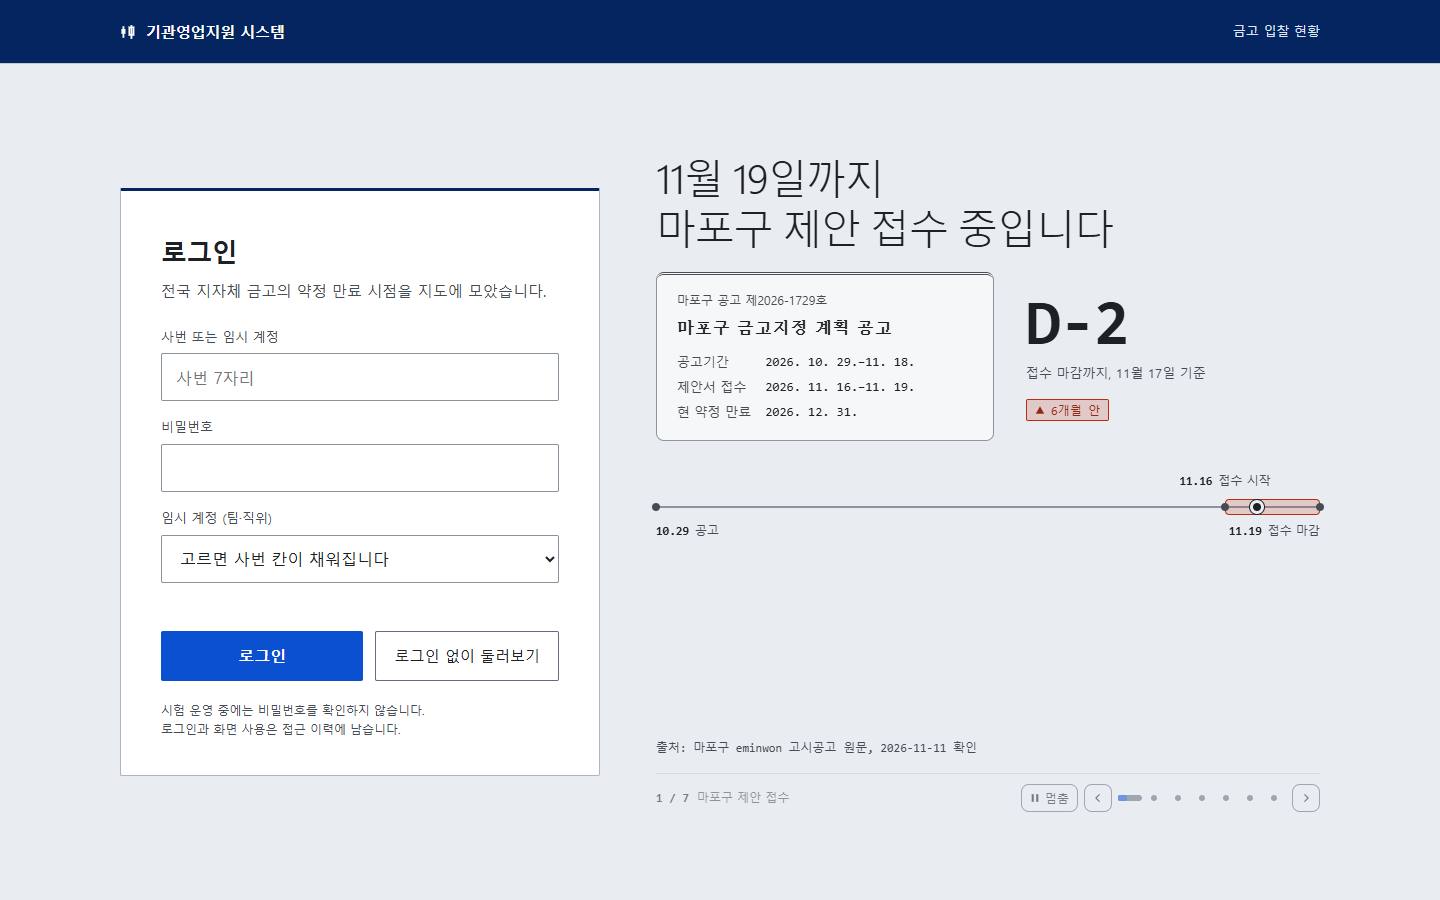 기관영업지원 시스템
금고 입찰 현황
로그인
전국 지자체 금고의 약정 만료 시점을 지도에 모았습니다.
사번 또는 임시 계정
사번 7자리
비밀번호
임시 계정 (팀·직위)
고르면 사번 칸이 채워집니다
로그인
로그인 없이 둘러보기
시험 운영 중에는 비밀번호를 확인하지 않습니다.
로그인과 화면 사용은 접근 이력에 남습니다.
11월 19일까지
마포구 제안 접수 중입니다
마포구 공고 제2026-1729호
마포구 금고지정 계획 공고
공고기간 2026. 10. 29.–11. 18.
제안서 접수 2026. 11. 16.–11. 19.
현 약정 만료 2026. 12. 31.
D-2
접수 마감까지, 11월 17일 기준
▲ 6개월 안
11.16 접수 시작
10.29 공고
11.19 접수 마감
출처: 마포구 eminwon 고시공고 원문, 2026-11-11 확인
1 / 7 마포구 제안 접수
멈춤